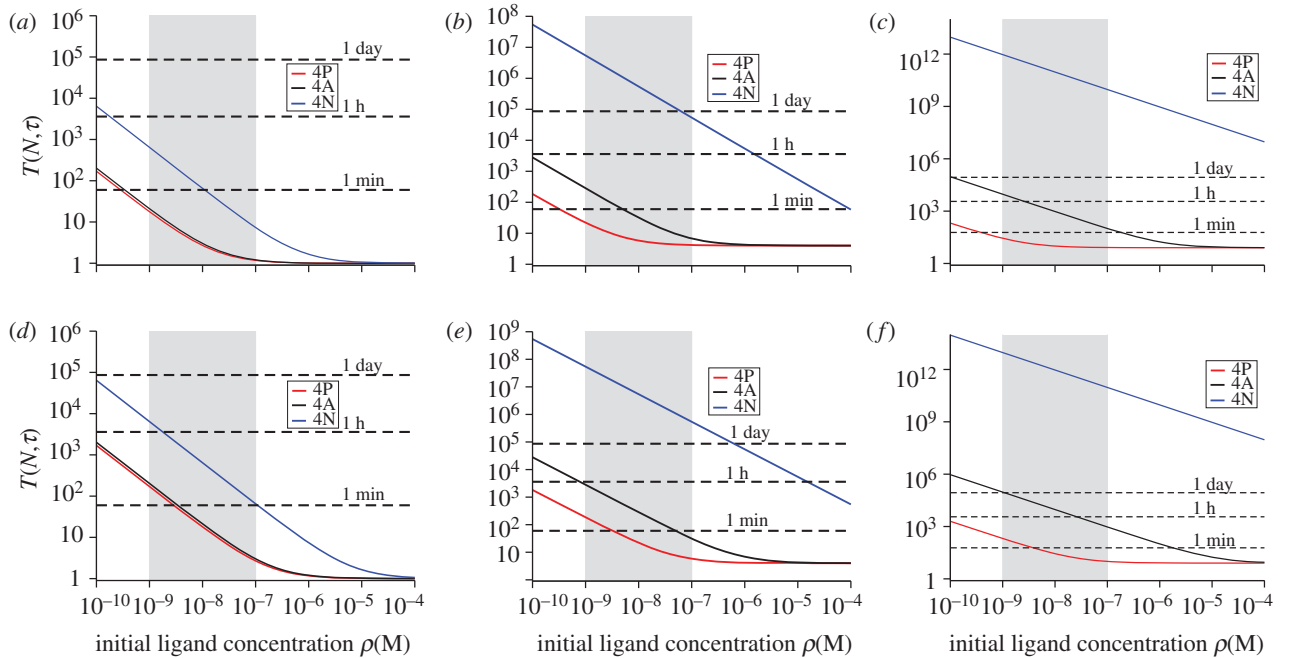 (a)
10^6
10^5
10^4
10^3
10^2
10
1
T(N, τ)
1 day
1 h
1 min
4P
4A
4N
(b)
10^8
10^7
10^6
10^5
10^4
10^3
10^2
10
1
1 day
1 h
1 min
4P
4A
4N
(c)
10^12
10^9
10^6
10^3
1
1 day
1 h
1 min
4P
4A
4N
(d)
10^6
10^5
10^4
10^3
10^2
10
1
T(N, τ)
1 day
1 h
1 min
4P
4A
4N
10^–10 10^–9 10^–8 10^–7 10^–6 10^–5 10^–4
initial ligand concentration ρ(M)
(e)
10^9
10^8
10^7
10^6
10^5
10^4
10^3
10^2
10
1 day
1 h
1 min
4P
4A
4N
10^–10 10^–9 10^–8 10^–7 10^–6 10^–5 10^–4
initial ligand concentration ρ(M)
(f)
10^12
10^9
10^6
10^3
1
1 day
1 h
1 min
4P
4A
4N
10^–10 10^–9 10^–8 10^–7 10^–6 10^–5 10^–4
initial ligand concentration ρ(M)